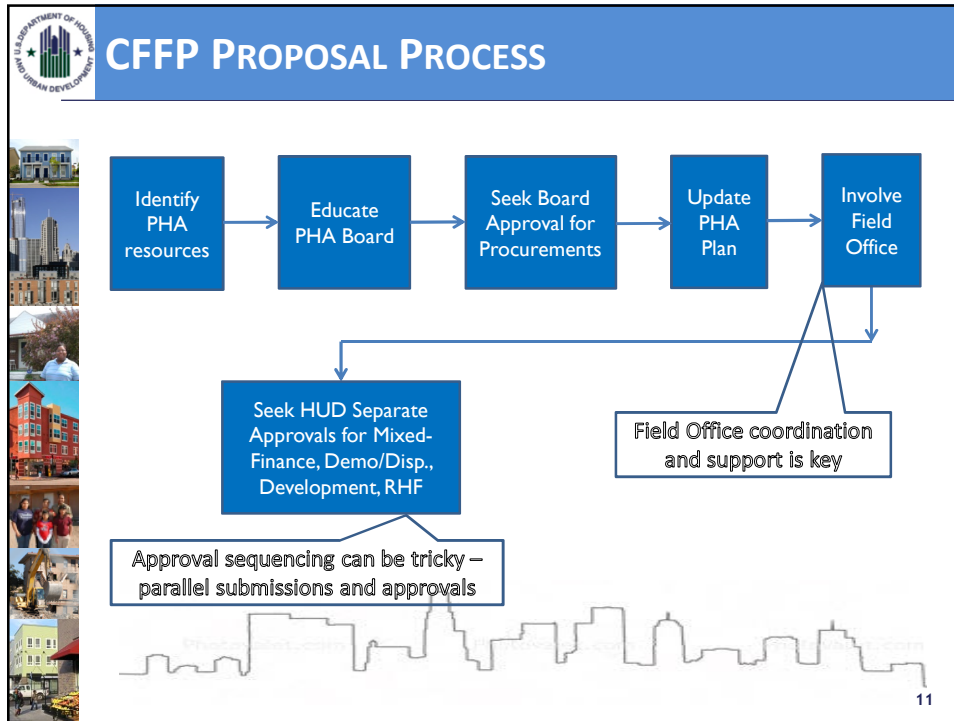 U.S. DEPARTMENT OF HOUSING
AND URBAN DEVELOPMENT
CFFP PROPOSAL PROCESS
Identify
PHA
resources
Educate
PHA Board
Seek Board
Approval for
Procurements
Update
PHA
Plan
Involve
Field
Office
Seek HUD Separate
Approvals for Mixed-
Finance, Demo/Disp.,
Development, RHF
Field Office coordination
and support is key
Approval sequencing can be tricky –
parallel submissions and approvals
11